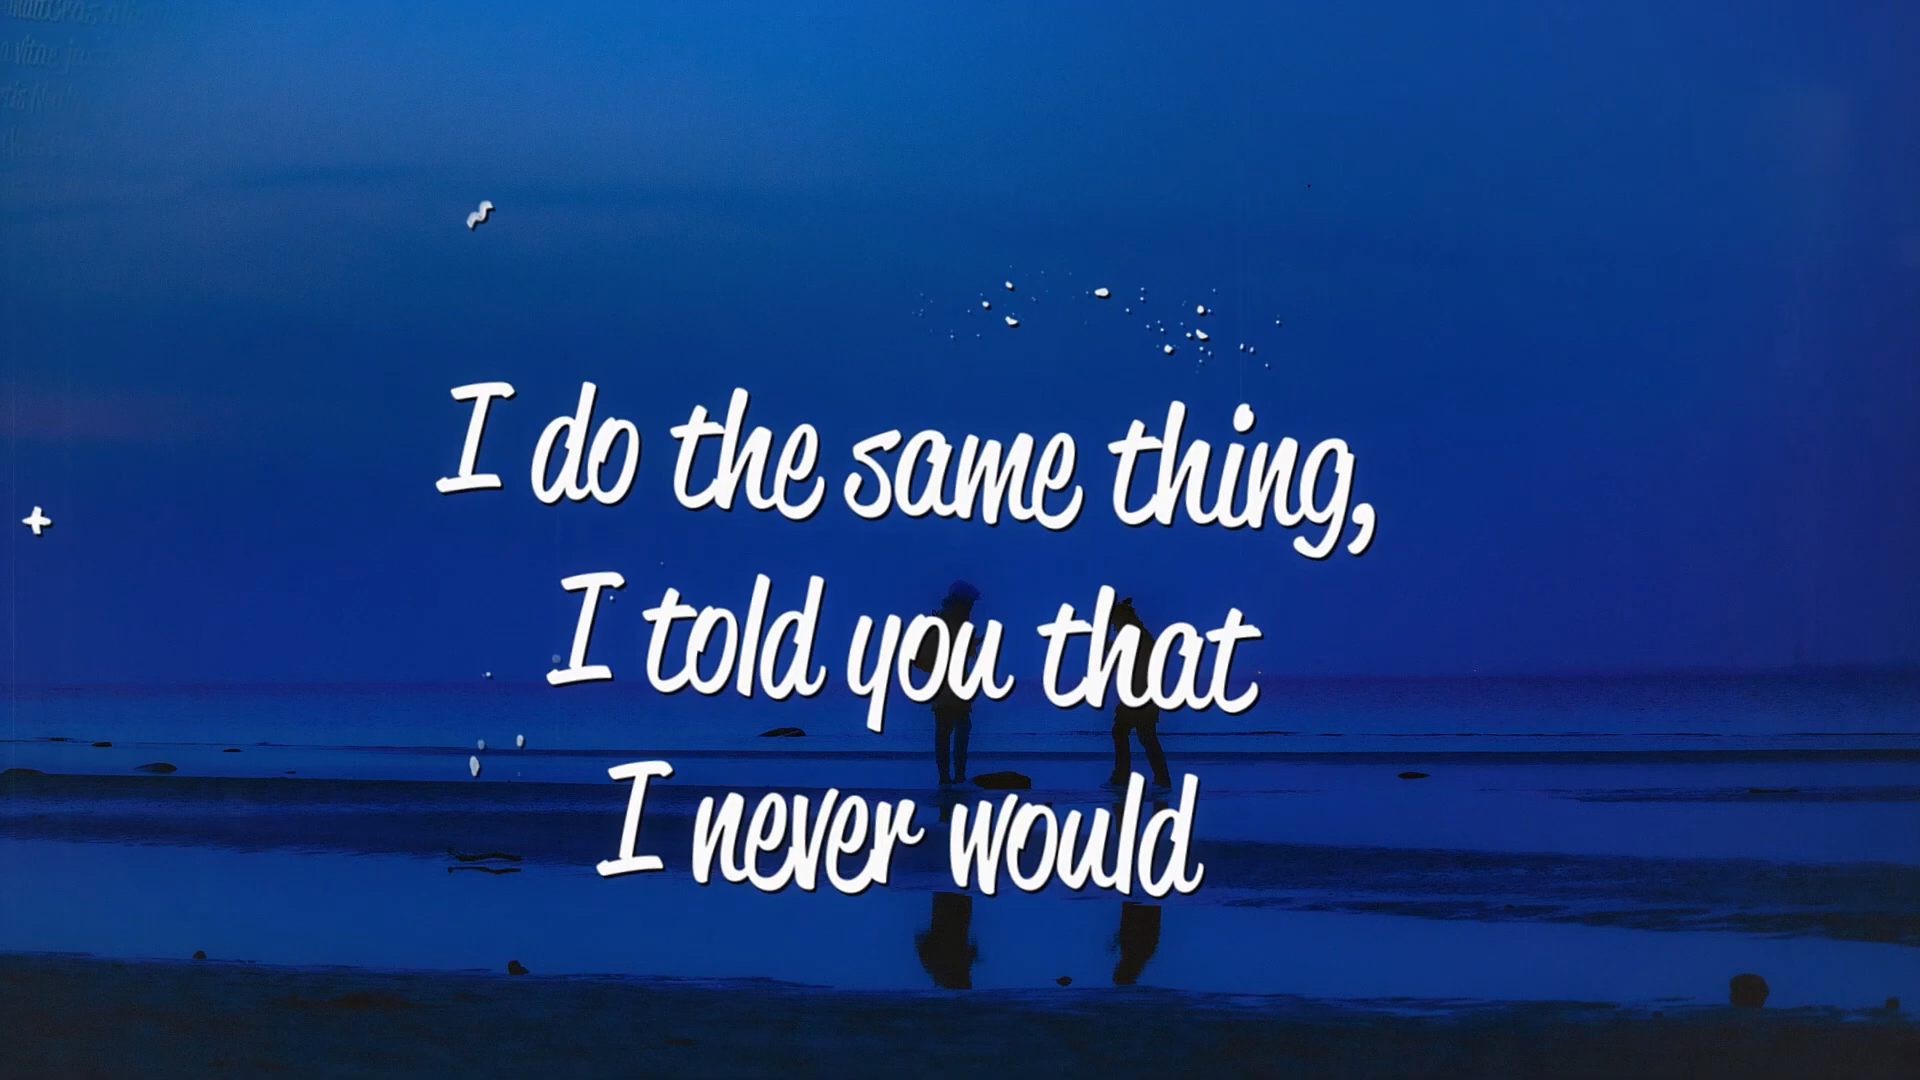 I do the same thing,
I told you that
I never would